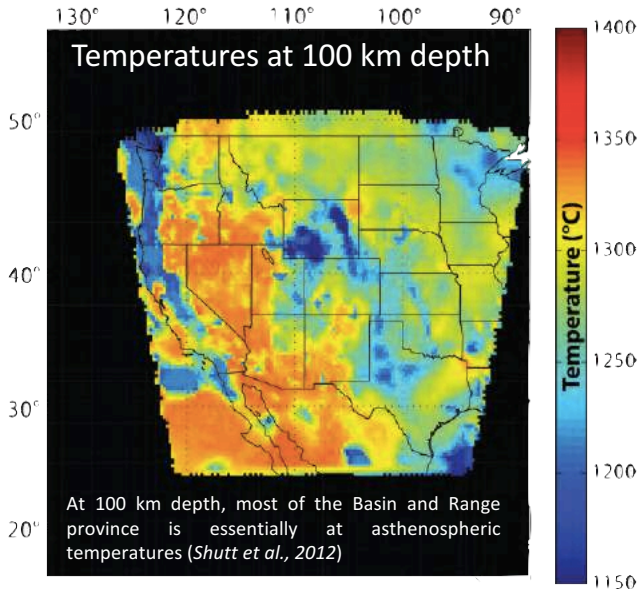 130° 120° 110° 100° 90°
Temperatures at 100 km depth
50°
40°
30°
20°
1400
1350
1300
1250
1200
1150
Temperature (°C)
At 100 km depth, most of the Basin and Range
province is essentially at asthenospheric
temperatures (Shutt et al., 2012)